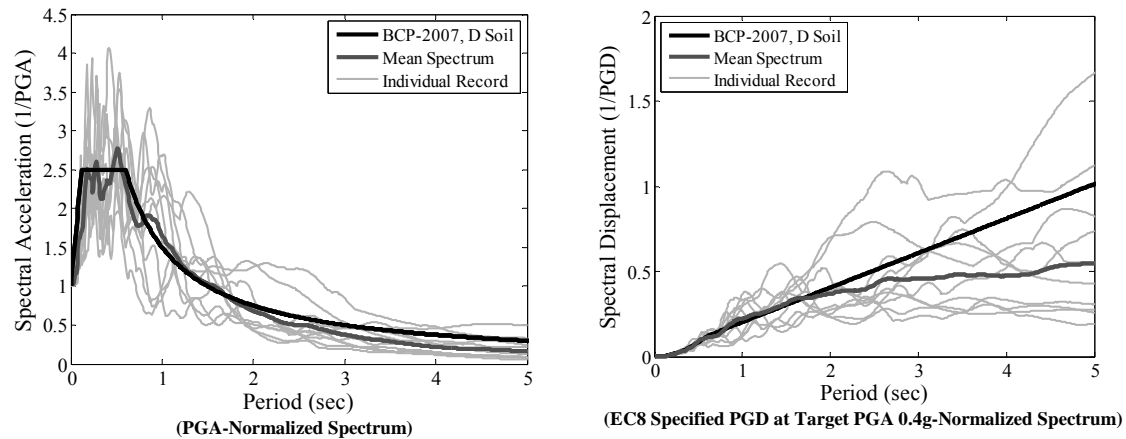 Spectral Acceleration (1/PGA)
4.5
4
3.5
3
2.5
2
1.5
1
0.5
0
BCP-2007, D Soil
Mean Spectrum
Individual Record
0 1 2 3 4 5
Period (sec)
(PGA-Normalized Spectrum)
Spectral Displacement (1/PGD)
2
1.5
1
0.5
0
BCP-2007, D Soil
Mean Spectrum
Individual Record
0 1 2 3 4 5
Period (sec)
(EC8 Specified PGD at Target PGA 0.4g-Normalized Spectrum)